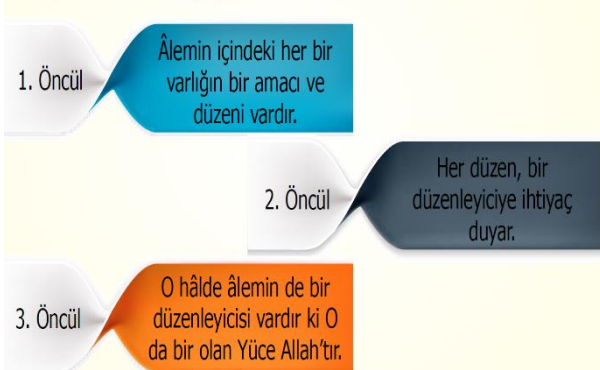 1. Öncül
Âlemin içindeki her bir
varlığın bir amacı ve
düzeni vardır.
2. Öncül
Her düzen, bir
düzenleyiciye ihtiyaç
duyar.
3. Öncül
O hâlde âlemin de bir
düzenleyicisi vardır ki O
da bir olan Yüce Allah’tır.